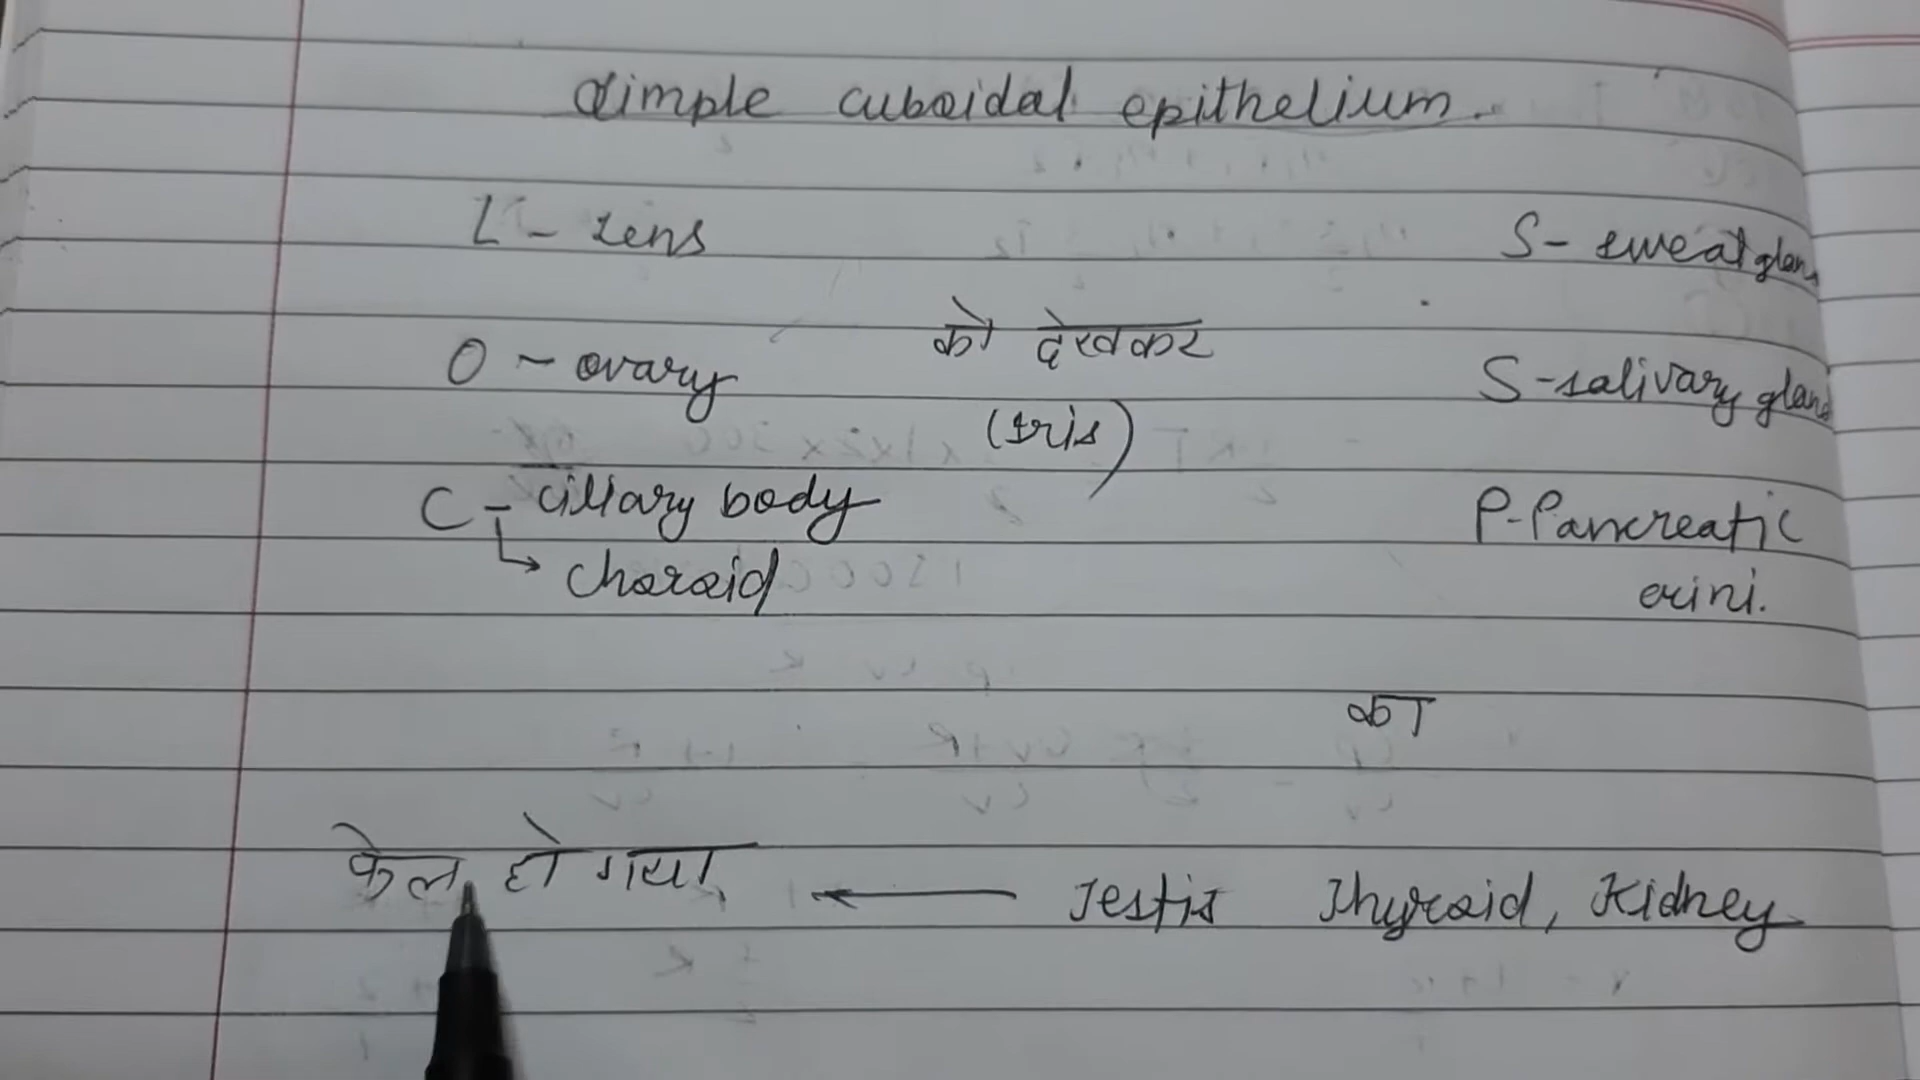 simple cuboidal epithelium.
L - Lens
S- sweat gland
को देखकर
O - ovary
S-salivary gland
(Iris)
C - cillary body
P-Pancreatic
→ choroid
acini.
का
फेल हो गया ← Testis Thyroid, Kidney